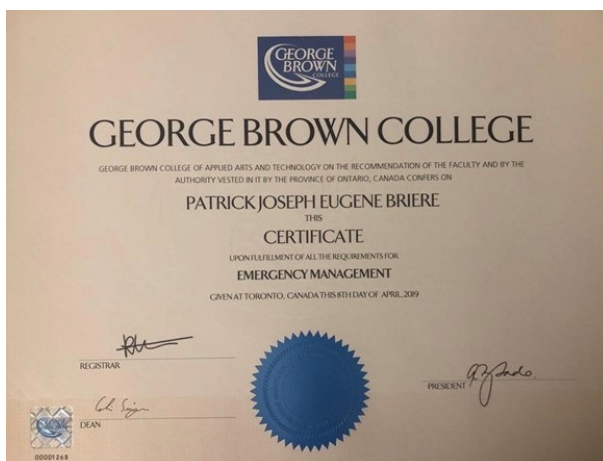 GEORGE
BROWN
COLLEGE
GEORGE BROWN COLLEGE
GEORGE BROWN COLLEGE OF APPLIED ARTS AND TECHNOLOGY ON THE RECOMMENDATION OF THE FACULTY AND BY THE
AUTHORITY VESTED IN IT BY THE PROVINCE OF ONTARIO, CANADA CONFERS ON
PATRICK JOSEPH EUGENE BRIERE
THIS
CERTIFICATE
UPON FULFILLMENT OF ALL THE REQUIREMENTS FOR
EMERGENCY MANAGEMENT
GIVEN AT TORONTO, CANADA THIS 8TH DAY OF APRIL, 2019
REGISTRAR
PRESIDENT
DEAN
00001268